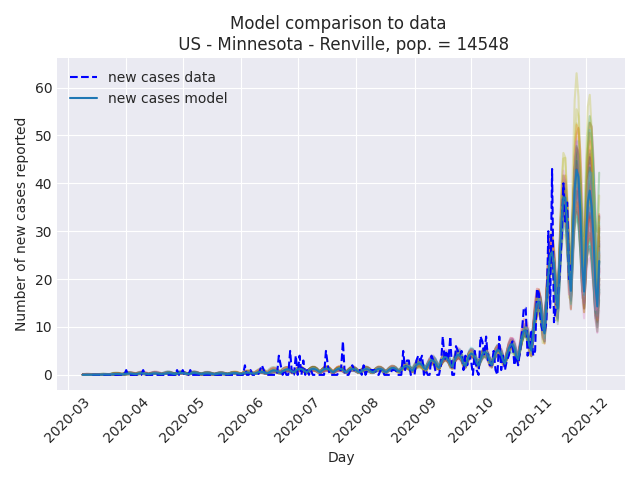 Model comparison to data
US - Minnesota - Renville, pop. = 14548
new cases data
new cases model
Number of new cases reported
60
50
40
30
20
10
0
2020-03
2020-04
2020-05
2020-06
2020-07
2020-08
2020-09
2020-10
2020-11
2020-12
Day